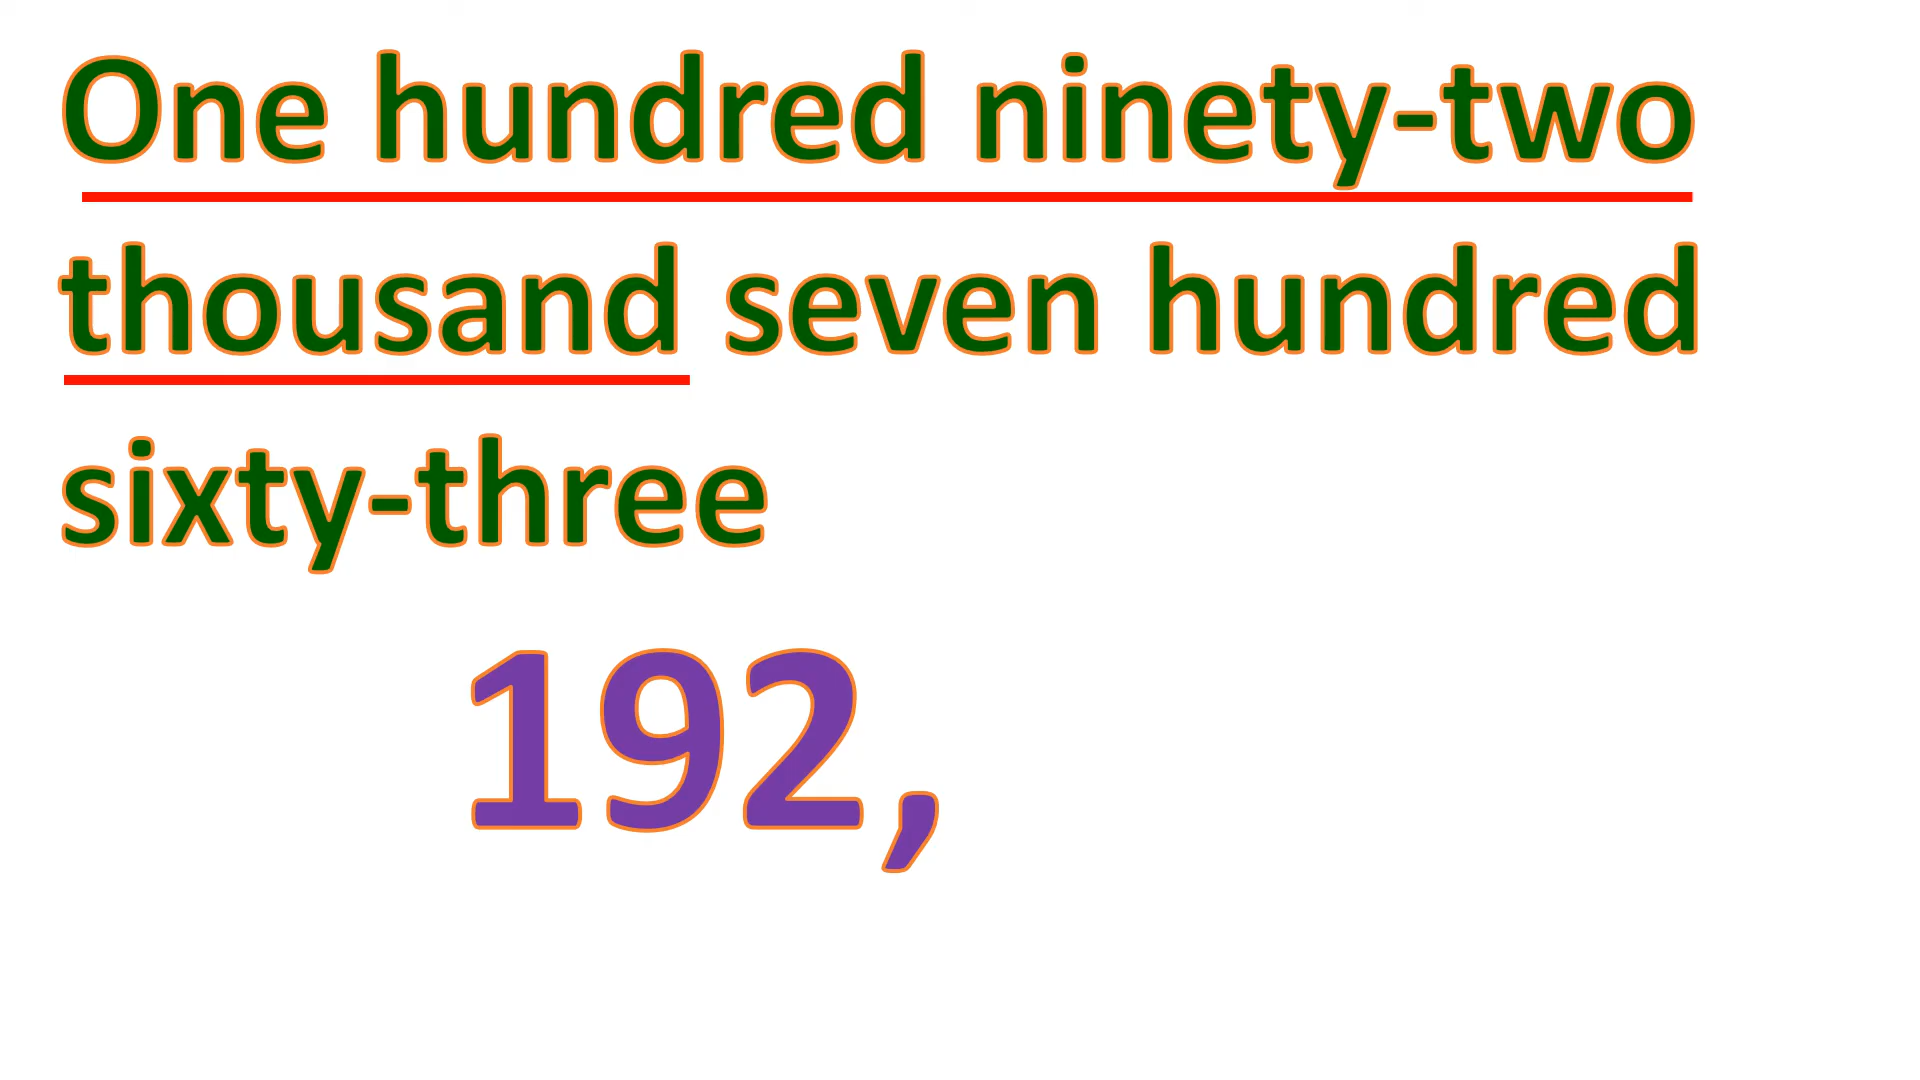 One hundred ninety-two
thousand seven hundred
sixty-three
192,